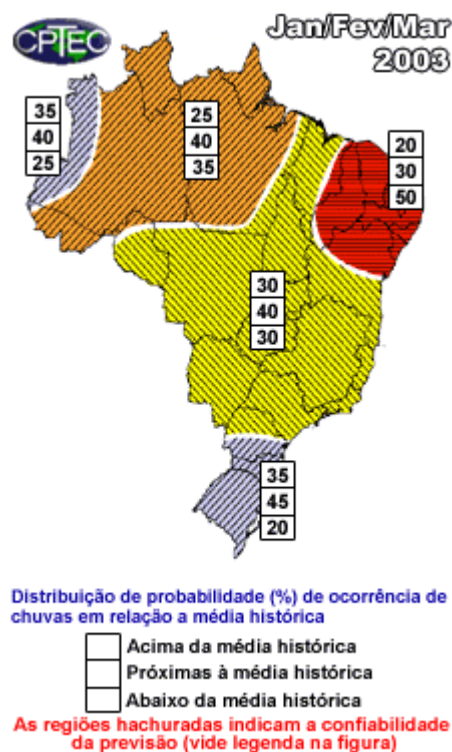 CPTEC
Jan/Fev/Mar
2003
35
40
25
25
40
35
20
30
50
30
40
30
35
45
20
Distribuição de probabilidade (%) de ocorrência de
chuvas em relação a média histórica
Acima da média histórica
Próximas à média histórica
Abaixo da média histórica
As regiões hachuradas indicam a confiabilidade
da previsão (vide legenda na figura)